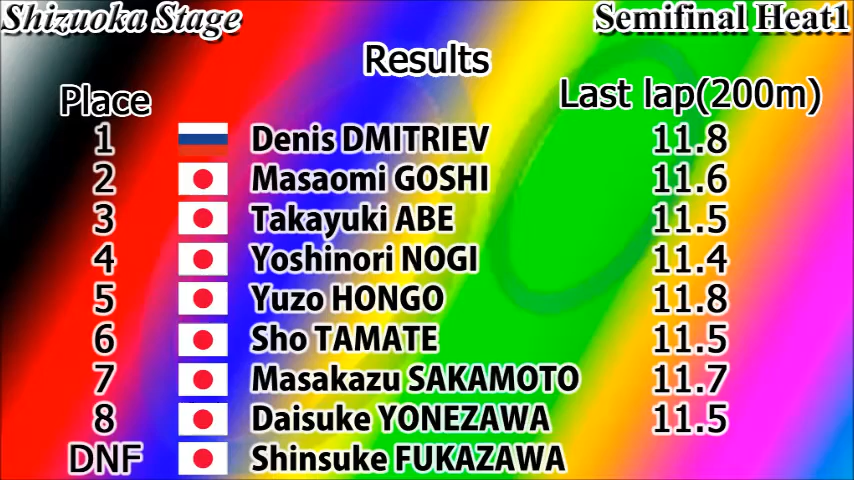 Shizuoka Stage Semifinal Heat1
Results
Place Last lap(200m)
1 Denis DMITRIEV 11.8
2 Masaomi GOSHI 11.6
3 Takayuki ABE 11.5
4 Yoshinori NOGI 11.4
5 Yuzo HONGO 11.8
6 Sho TAMATE 11.5
7 Masakazu SAKAMOTO 11.7
8 Daisuke YONEZAWA 11.5
DNF Shinsuke FUKAZAWA